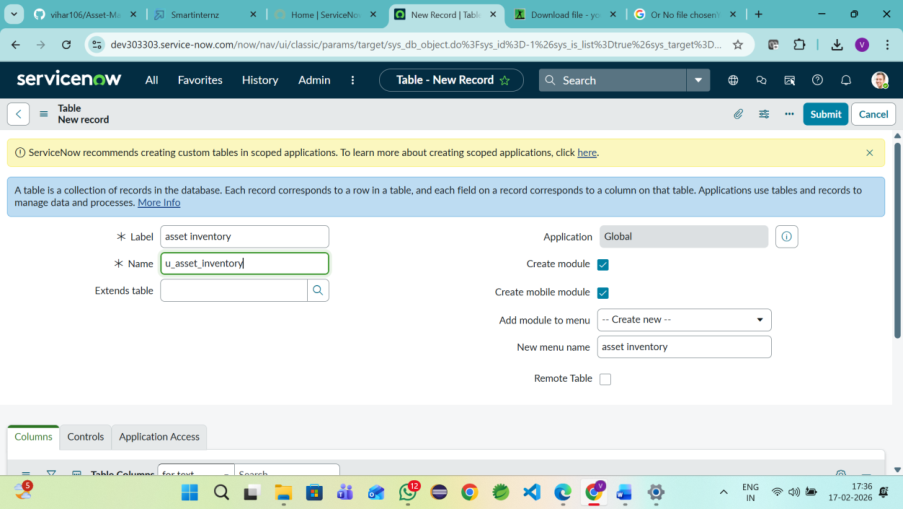 vihar106/Asset-Ma
Smartinternz
Home | ServiceNo
New Record | Table
Download file - yo
Or No file chosen
dev303303.service-now.com/now/nav/ui/classic/params/target/sys_db_object.do%3Fsys_id%3D-1%26sys_is_list%3Dtrue%26sys_target%3D...
V
servicenow
All
Favorites
History
Admin
Table - New Record
Search
Table
New record
Submit
Cancel
ServiceNow recommends creating custom tables in scoped applications. To learn more about creating scoped applications, click here.
A table is a collection of records in the database. Each record corresponds to a row in a table, and each field on a record corresponds to a column on that table. Applications use tables and records to
manage data and processes. More Info
Label
asset inventory
Application
Global
Name
u_asset_inventory
Create module
Extends table
Create mobile module
Add module to menu
-- Create new --
New menu name
asset inventory
Remote Table
Columns
Controls
Application Access
Table Columns
for text
Search
5
12
V
ENG
IN
17:36
17-02-2026